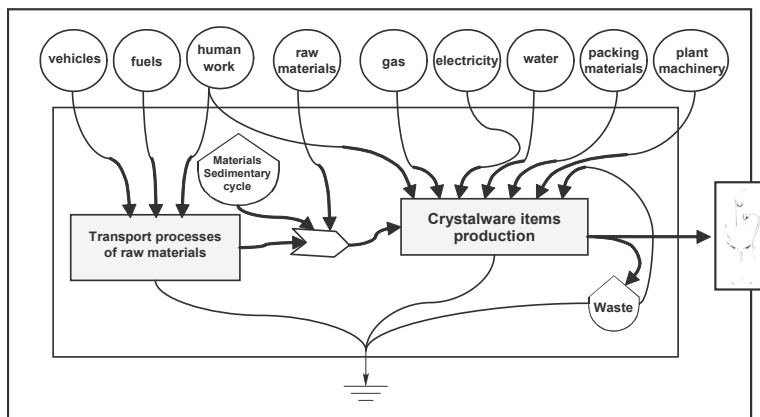 vehicles
fuels
human
work
raw
materials
gas
electricity
water
packing
materials
plant
machinery
Materials
Sedimentary
cycle
Transport processes
of raw materials
Crystalware items
production
Waste